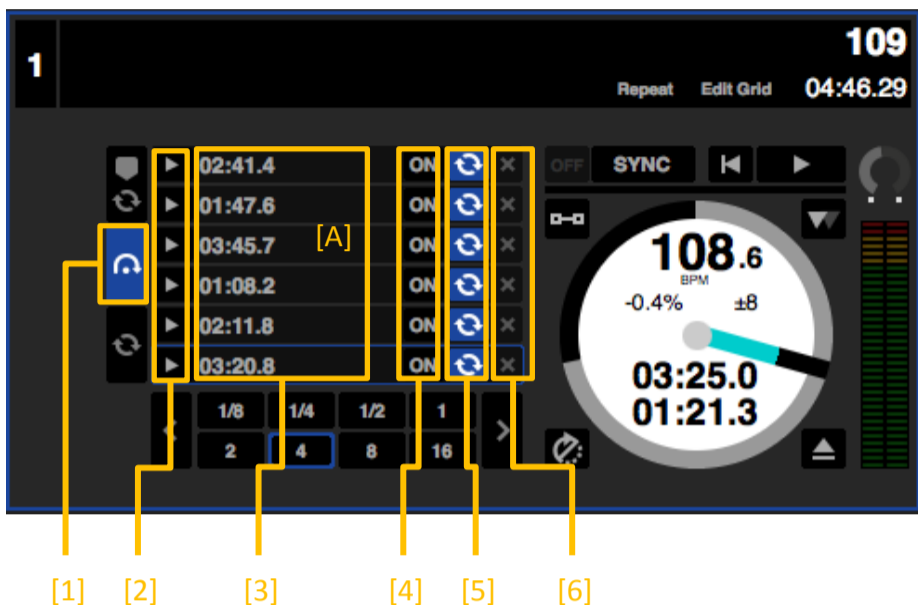 1
109
Repeat Edit Grid 04:46.29
02:41.4 ON
01:47.6 ON
03:45.7 ON
01:08.2 ON
02:11.8 ON
03:20.8 ON
[A]
1/8 1/4 1/2 1
2 4 8 16
OFF SYNC
108.6
BPM
-0.4% ±8
03:25.0
01:21.3
[1] [2] [3] [4] [5] [6]